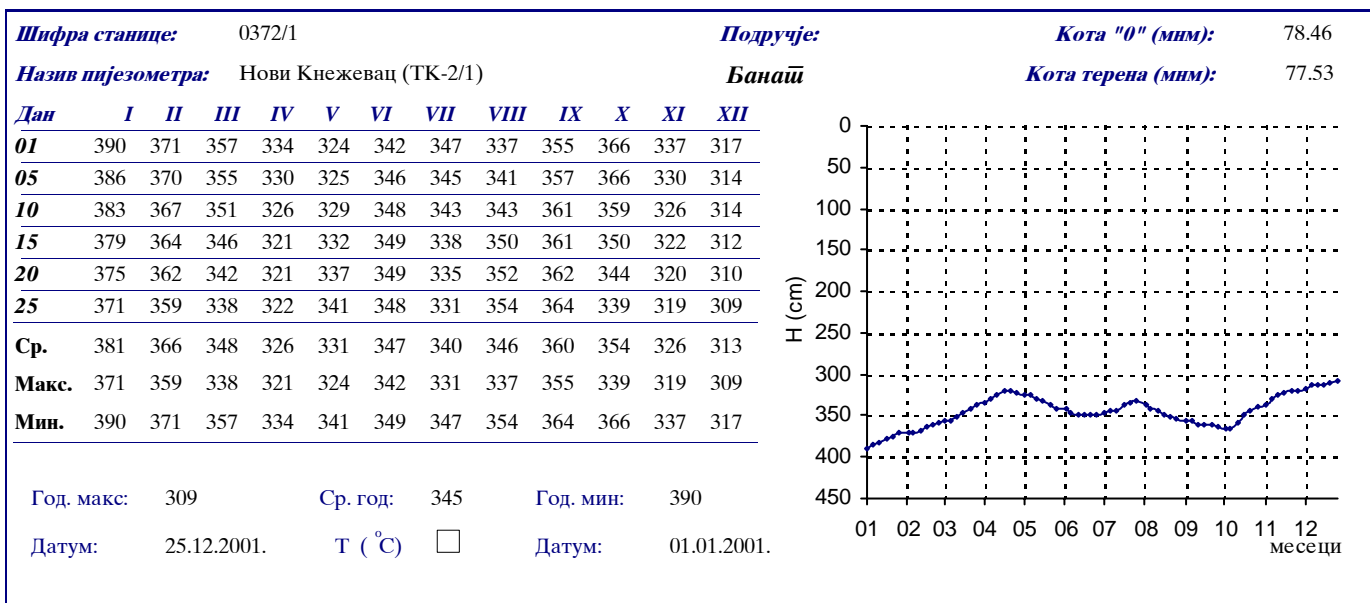 Шифра станице: 0372/1 Подручје: Кота "0" (мнм): 78.46
Назив пијезометра: Нови Кнежевац (ТК-2/1) Банат Кота терена (мнм): 77.53
Дан I II III IV V VI VII VIII IX X XI XII
01 390 371 357 334 324 342 347 337 355 366 337 317
05 386 370 355 330 325 346 345 341 357 366 330 314
10 383 367 351 326 329 348 343 343 361 359 326 314
15 379 364 346 321 332 349 338 350 361 350 322 312
20 375 362 342 321 337 349 335 352 362 344 320 310
25 371 359 338 322 341 348 331 354 364 339 319 309
Ср. 381 366 348 326 331 347 340 346 360 354 326 313
Макс. 371 359 338 321 324 342 331 337 355 339 319 309
Мин. 390 371 357 334 341 349 347 354 364 366 337 317
Год. макс: 309 Ср. год: 345 Год. мин: 390
Датум: 25.12.2001. Т ( °C) Датум: 01.01.2001.
H (cm)
0
50
100
150
200
250
300
350
400
450
01 02 03 04 05 06 07 08 09 10 11 12
месеци